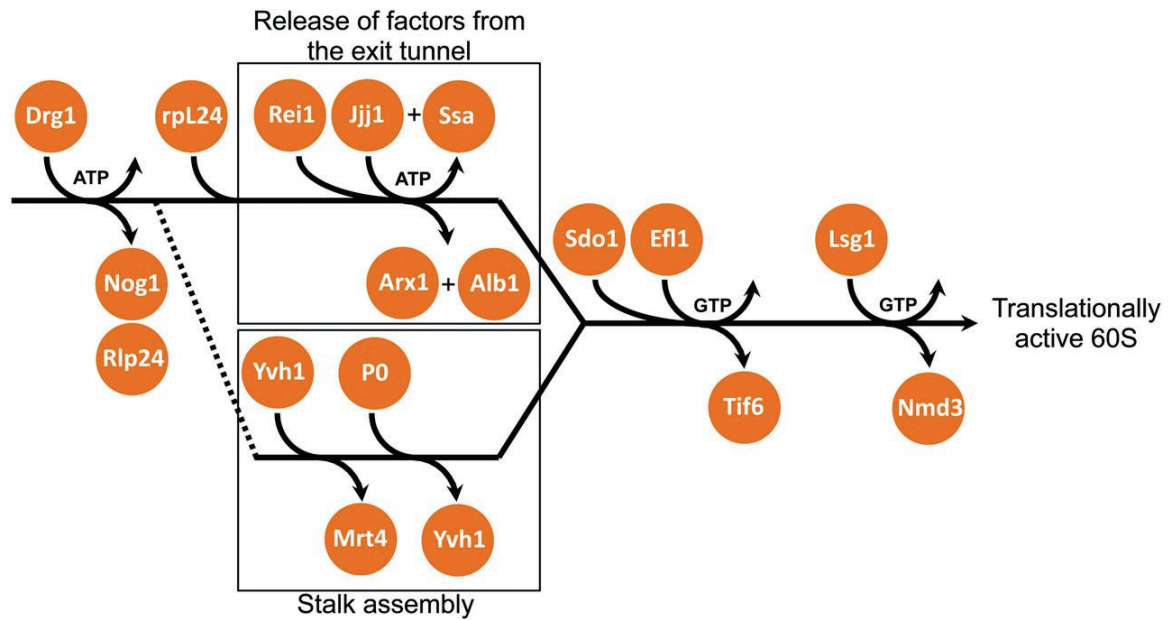 Release of factors from
the exit tunnel
Drg1
rpL24
Rei1
Jjj1
+
Ssa
ATP
ATP
Nog1
Rlp24
Arx1
+
Alb1
Yvh1
P0
Mrt4
Yvh1
Stalk assembly
Sdo1
Efl1
GTP
Tif6
Lsg1
GTP
Nmd3
Translationally
active 60S